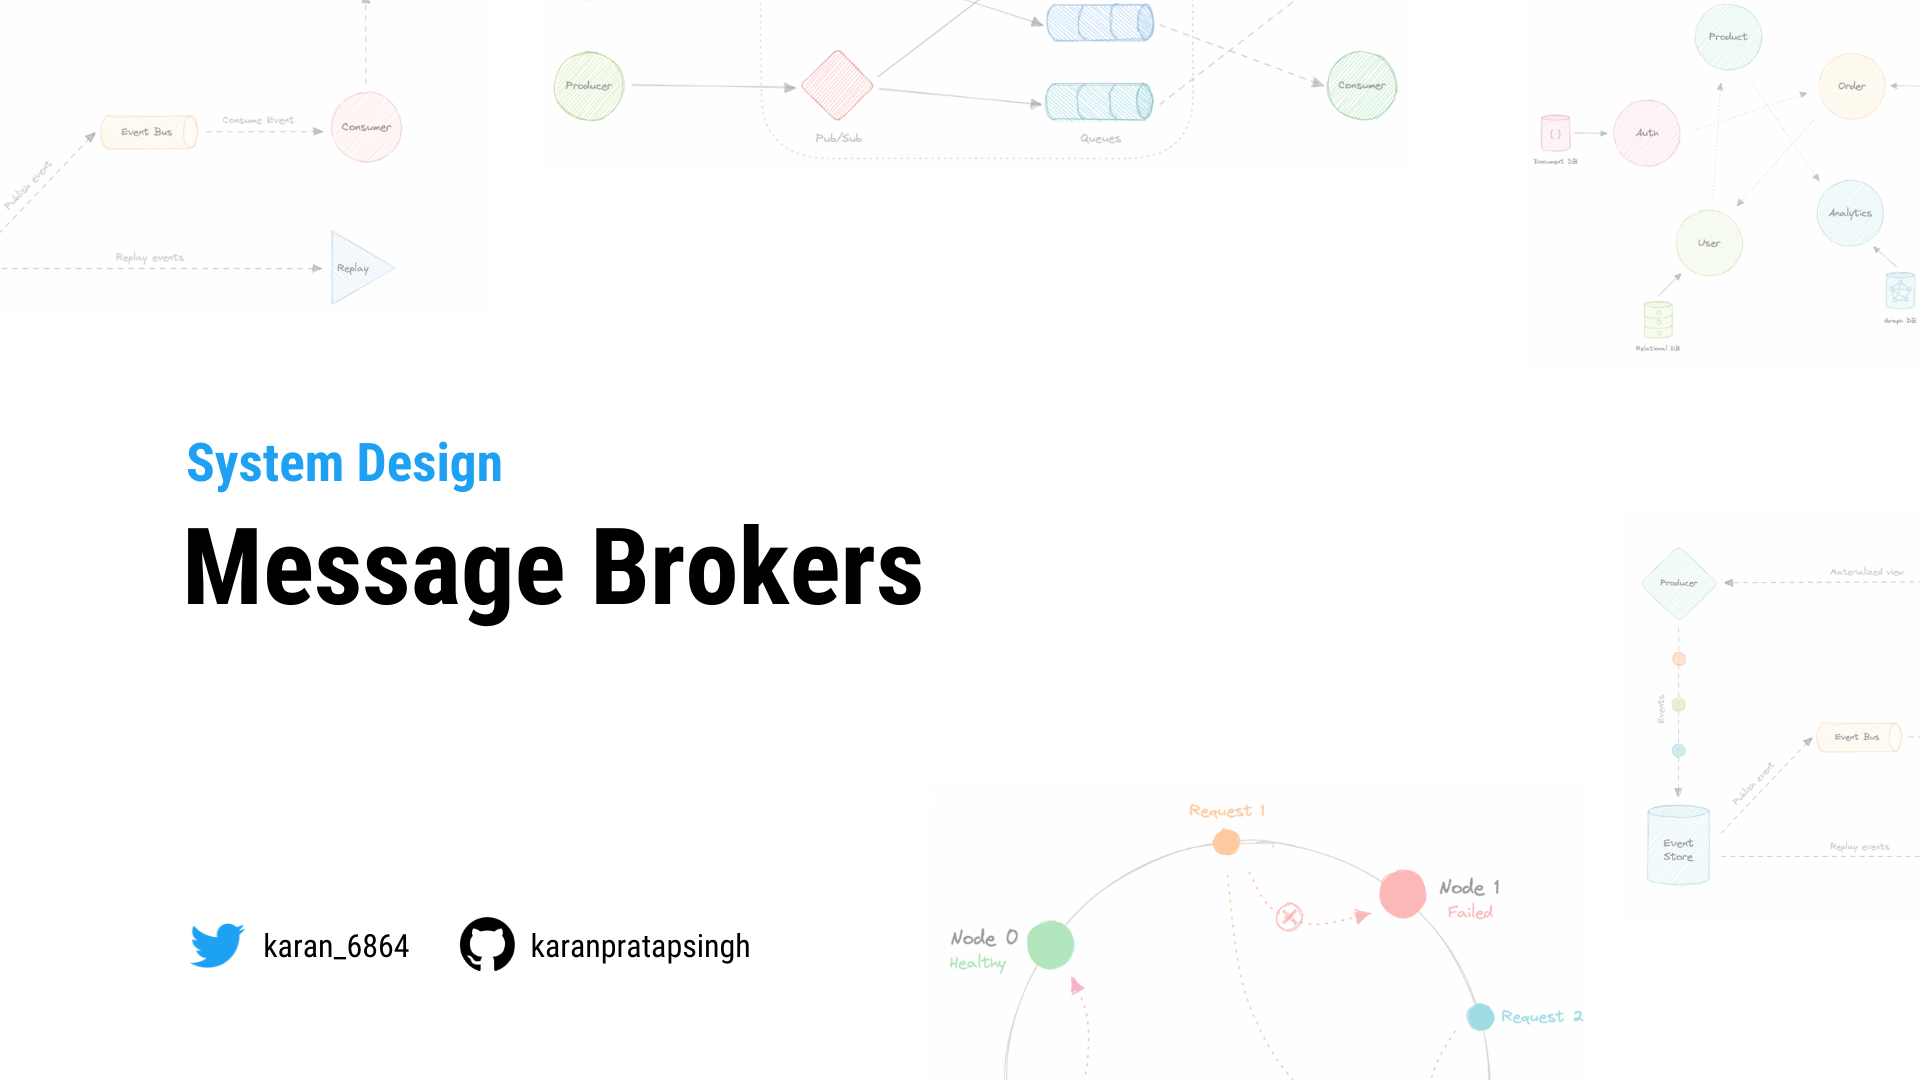 Publish event
Event Bus
Consume Event
Consumer
Replay events
Replay
Producer
Pub/Sub
Queues
Consumer
Product
Order
Auth
Document DB
{ }
Analytics
User
Graph DB
Relational DB
System Design
Message Brokers
karan_6864
karanpratapsingh
Producer
Materialized view
Events
Publish event
Event Bus
Event
Store
Replay events
Request 1
Node 0
Healthy
Node 1
Failed
Request 2